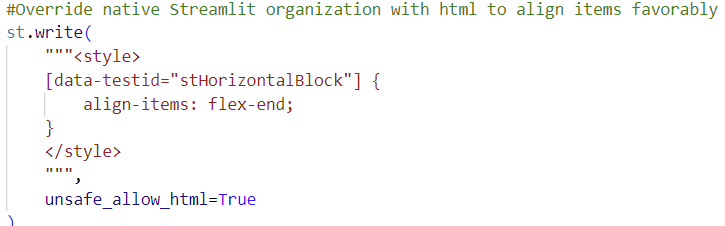 #Override native Streamlit organization with html to align items favorably
st.write(
    """<style>
    [data-testid="stHorizontalBlock"] {
        align-items: flex-end;
    }
    </style>
    """,
    unsafe_allow_html=True
)